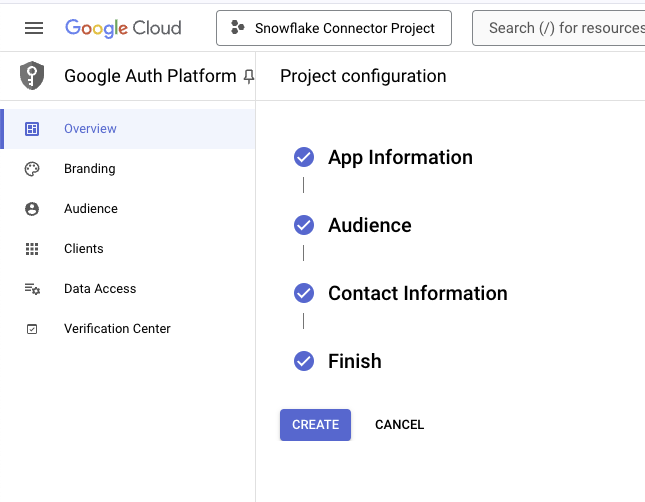 Google Cloud
Snowflake Connector Project
Search (/) for resources
Google Auth Platform
Project configuration
Overview
Branding
Audience
Clients
Data Access
Verification Center
App Information
Audience
Contact Information
Finish
CREATE
CANCEL